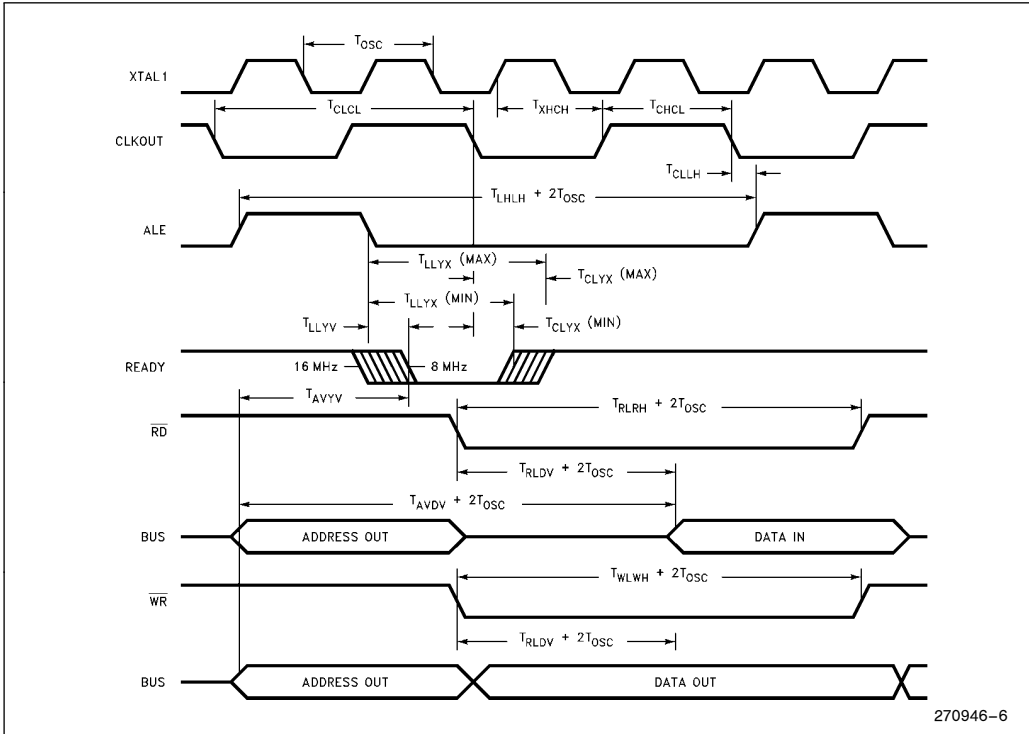 T_OSC
XTAL1
T_CLCL
T_XHCH
T_CHCL
CLKOUT
T_CLLH
T_LHLH + 2T_OSC
ALE
T_LLYX (MAX)
T_CLYX (MAX)
T_LLYX (MIN)
T_LLYV
T_CLYX (MIN)
READY
16 MHz
8 MHz
T_AVYV
T_RLRH + 2T_OSC
RD
T_RLDV + 2T_OSC
T_AVDV + 2T_OSC
BUS
ADDRESS OUT
DATA IN
T_WLWH + 2T_OSC
WR
T_RLDV + 2T_OSC
BUS
ADDRESS OUT
DATA OUT
270946–6